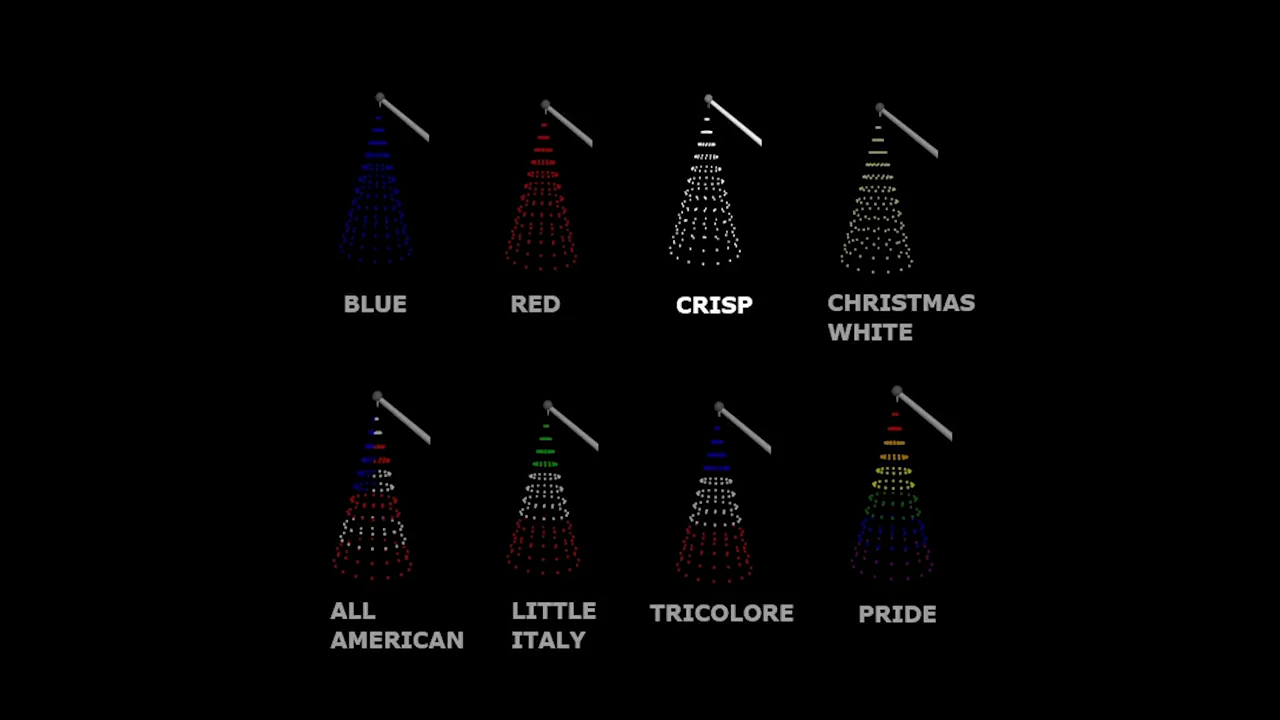 BLUE
RED
CRISP
CHRISTMAS
WHITE
ALL
AMERICAN
LITTLE
ITALY
TRICOLORE
PRIDE